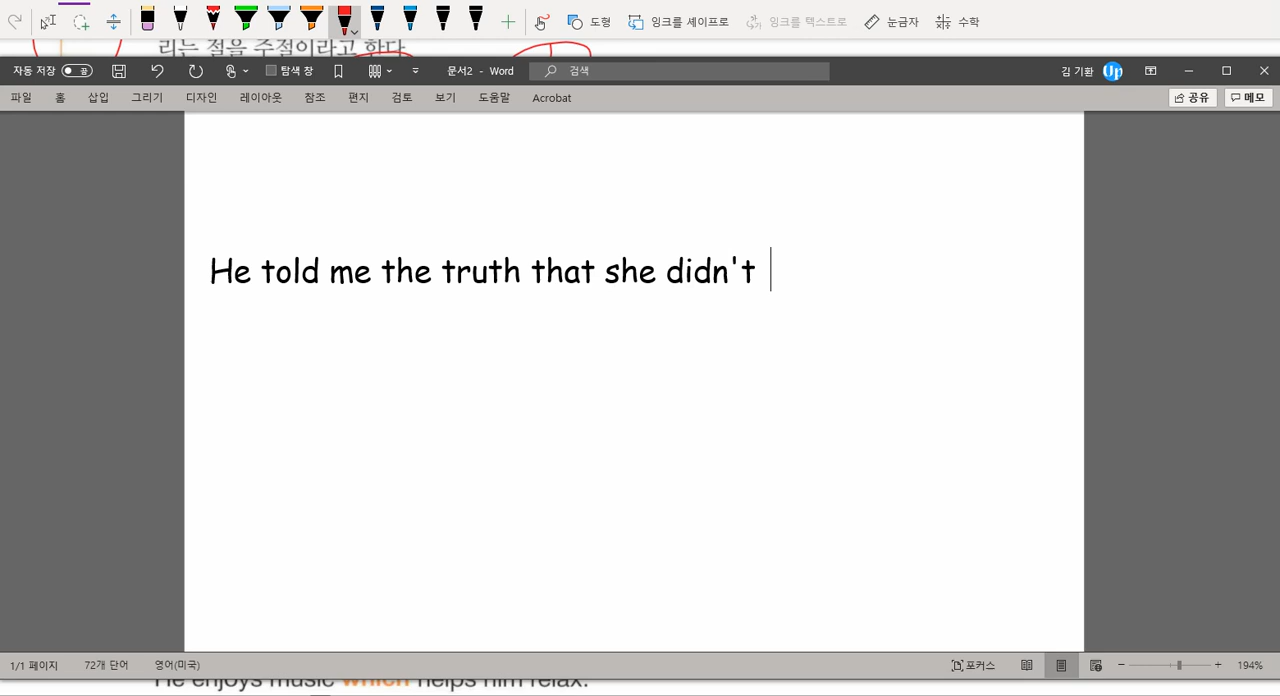 도형 잉크를 셰이프로 잉크를 텍스트로 눈금자 수학
리는 절을 주절이라고 한다
자동 저장 끔 탐색 창 문서2 - Word 검색 김 기환 Up
파일 홈 삽입 그리기 디자인 레이아웃 참조 편지 검토 보기 도움말 Acrobat 공유 메모
He told me the truth that she didn't
1/1 페이지 72개 단어 영어(미국) 포커스 194%
He enjoys music which helps him relax.